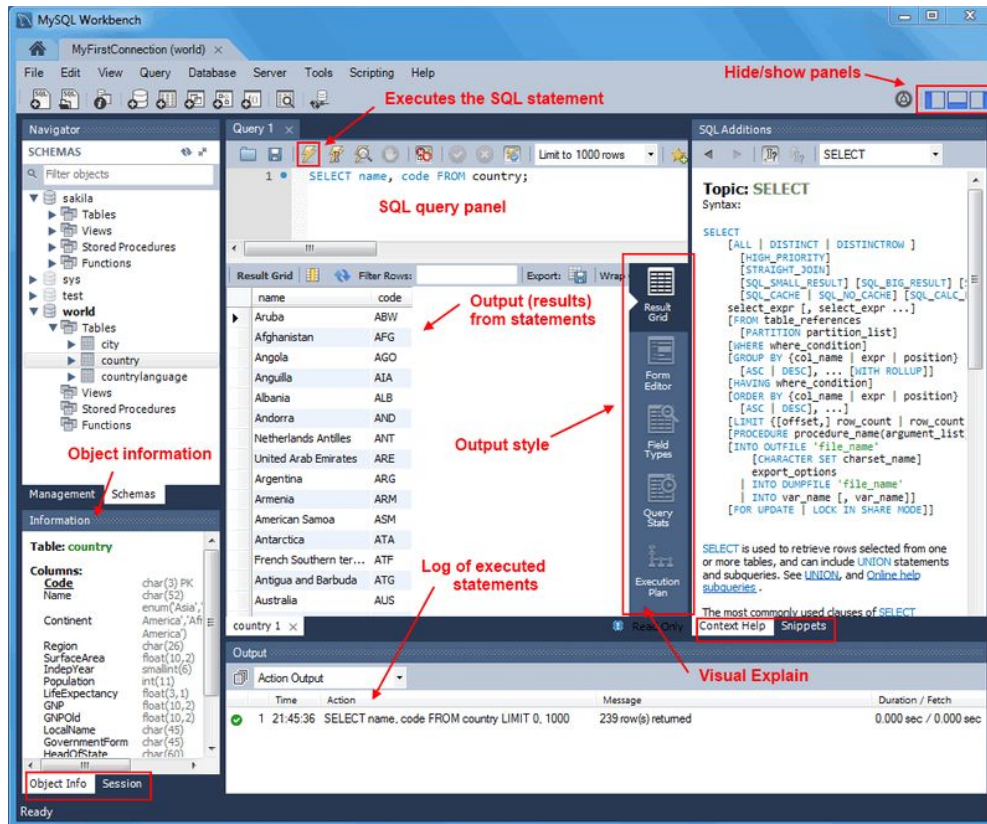 MySQL Workbench
MyFirstConnection (world)
File Edit View Query Database Server Tools Scripting Help
Hide/show panels
Executes the SQL statement
Navigator
SCHEMAS
Filter objects
sakila
Tables
Views
Stored Procedures
Functions
sys
test
world
Tables
city
country
countrylanguage
Views
Stored Procedures
Functions
Object information
Management Schemas
Information
Table: country
Columns:
Code char(3) PK
Name char(52)
enum('Asia','
Continent America','Afr
America')
Region char(26)
SurfaceArea float(10,2)
IndepYear smallint(6)
Population int(11)
LifeExpectancy float(3,1)
GNP float(10,2)
GNPOld float(10,2)
LocalName char(45)
GovernmentForm char(45)
HeadOfState char(60)
Object Info Session
Ready
Query 1
Limit to 1000 rows
1 SELECT name, code FROM country;
SQL query panel
Result Grid Filter Rows: Export: Wrap
name code
Aruba ABW
Afghanistan AFG
Angola AGO
Anguilla AIA
Albania ALB
Andorra AND
Netherlands Antilles ANT
United Arab Emirates ARE
Argentina ARG
Armenia ARM
American Samoa ASM
Antarctica ATA
French Southern ter... ATF
Antigua and Barbuda ATG
Australia AUS
Output (results)
from statements
Output style
Log of executed
statements
country 1
Read Only
Result
Grid
Form
Editor
Field
Types
Query
Stats
Execution
Plan
Visual Explain
SQL Additions
SELECT
Topic: SELECT
Syntax:
SELECT
[ALL | DISTINCT | DISTINCTROW ]
[HIGH_PRIORITY]
[STRAIGHT_JOIN]
[SQL_SMALL_RESULT] [SQL_BIG_RESULT]
[SQL_CACHE | SQL_NO_CACHE] [SQL_CALC_
select_expr [, select_expr ...]
[FROM table_references
[PARTITION partition_list]
[WHERE where_condition]
[GROUP BY {col_name | expr | position}
[ASC | DESC], ... [WITH ROLLUP]]
[HAVING where_condition]
[ORDER BY {col_name | expr | position}
[ASC | DESC], ...]
[LIMIT {[offset,] row_count | row_count
[PROCEDURE procedure_name(argument_list
[INTO OUTFILE 'file_name'
[CHARACTER SET charset_name]
export_options
| INTO DUMPFILE 'file_name'
| INTO var_name [, var_name]]
[FOR UPDATE | LOCK IN SHARE MODE]]
SELECT is used to retrieve rows selected from one
or more tables, and can include UNION statements
and subqueries. See UNION, and Online help
subqueries .
The most commonly used clauses of SELECT
Context Help Snippets
Output
Action Output
Time Action Message Duration / Fetch
1 21:45:36 SELECT name, code FROM country LIMIT 0, 1000 239 row(s) returned 0.000 sec / 0.000 sec